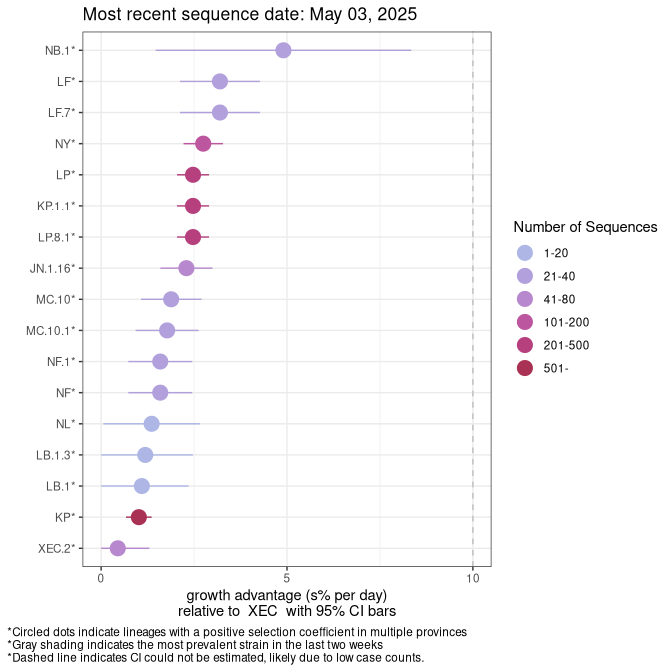 Most recent sequence date: May 03, 2025
NB.1*
LF*
LF.7*
NY*
LP*
KP.1.1*
LP.8.1*
JN.1.16*
MC.10*
MC.10.1*
NF.1*
NF*
NL*
LB.1.3*
LB.1*
KP*
XEC.2*
0
5
10
growth advantage (s% per day)
relative to XEC with 95% CI bars
Number of Sequences
1-20
21-40
41-80
101-200
201-500
501-
*Circled dots indicate lineages with a positive selection coefficient in multiple provinces
*Gray shading indicates the most prevalent strain in the last two weeks
*Dashed line indicates CI could not be estimated, likely due to low case counts.